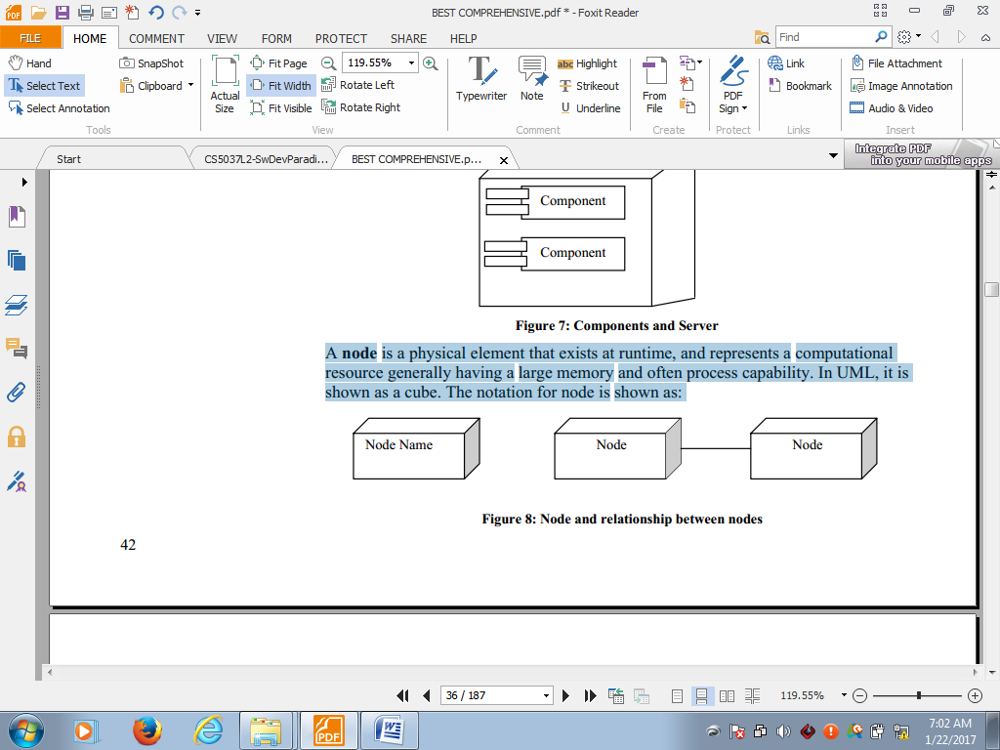 BEST COMPREHENSIVE.pdf * - Foxit Reader
FILE HOME COMMENT VIEW FORM PROTECT SHARE HELP Find
Hand
Select Text
Select Annotation
Tools
SnapShot
Clipboard
Actual
Size
Fit Page
Fit Width
Fit Visible
119.55%
Rotate Left
Rotate Right
View
Typewriter
Note
abc Highlight
T Strikeout
U Underline
Comment
From
File
Create
PDF
Sign
Protect
Link
Bookmark
Links
File Attachment
Image Annotation
Audio & Video
Insert
Start CS5037L2-SwDevParadi... BEST COMPREHENSIVE.p...
Integrate PDF
into your mobile apps
Component
Component
Figure 7: Components and Server
A node is a physical element that exists at runtime, and represents a computational
resource generally having a large memory and often process capability. In UML, it is
shown as a cube. The notation for node is shown as:
Node Name Node Node
Figure 8: Node and relationship between nodes
42
36 / 187 119.55%
PDF
7:02 AM
1/22/2017